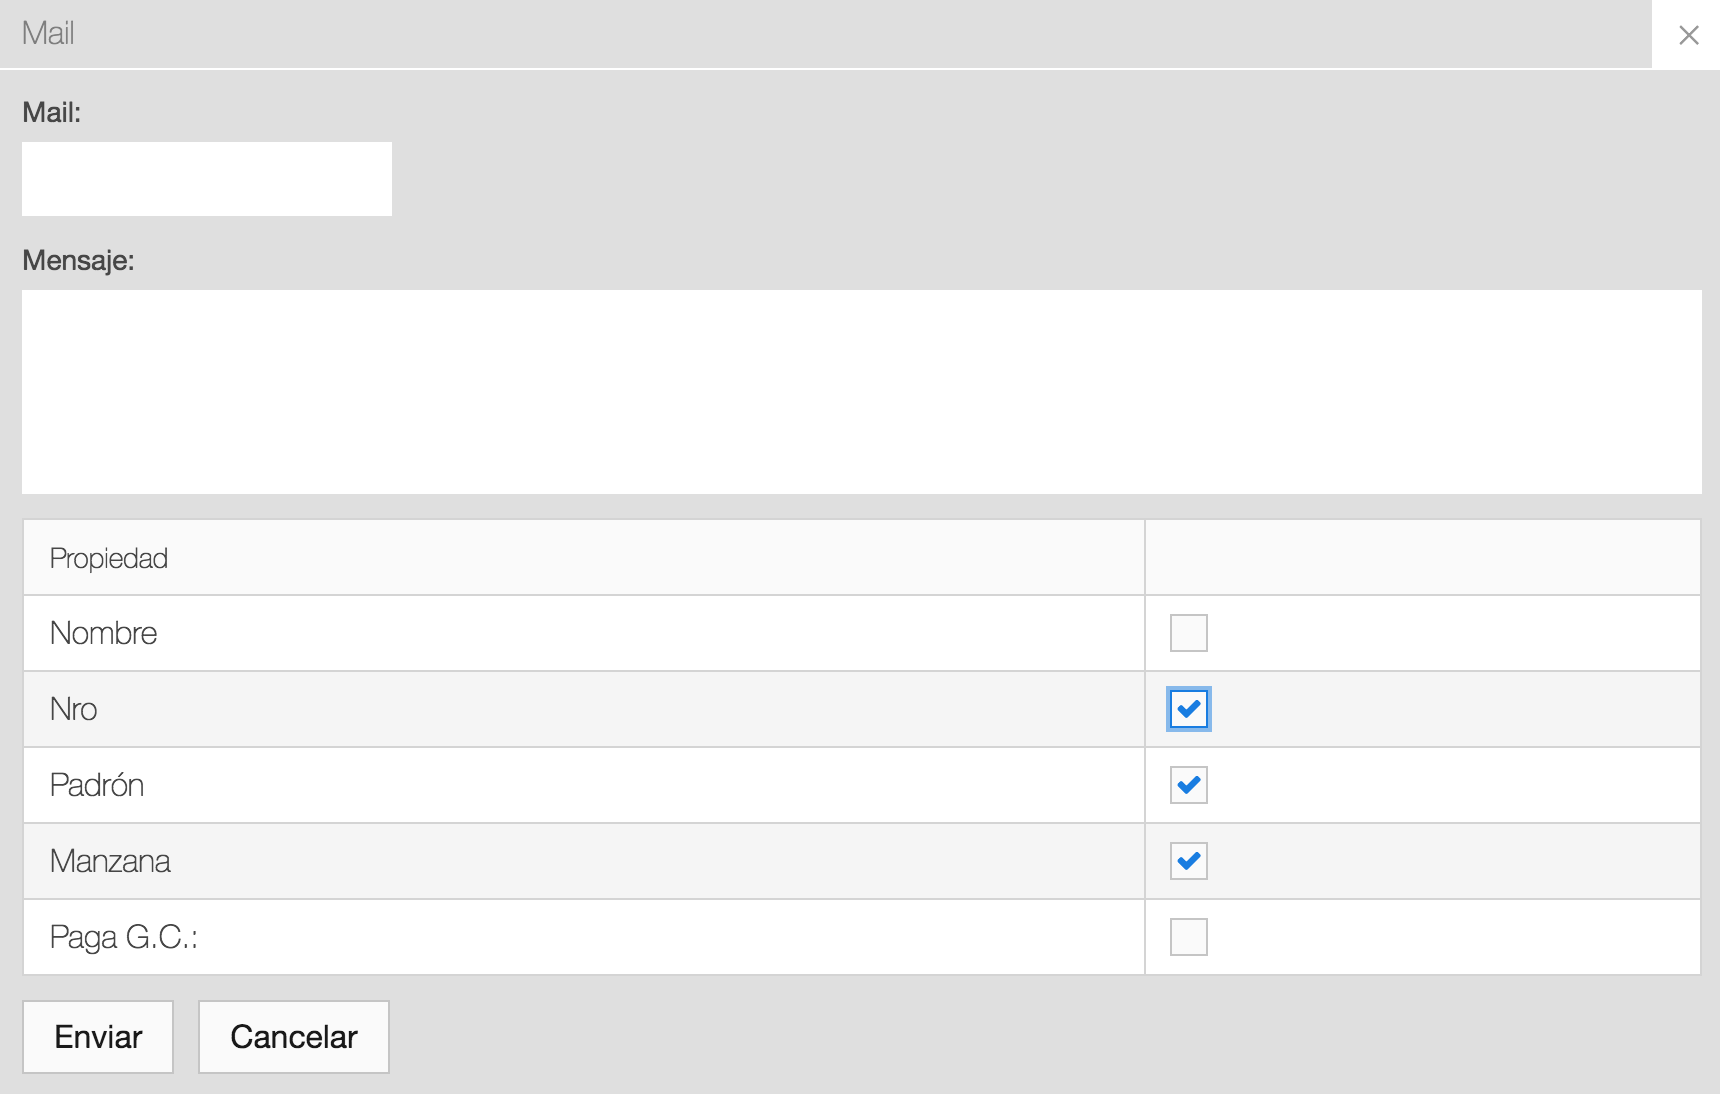 Mail
Mail:
Mensaje:
Propiedad
Nombre
Nro
Padrón
Manzana
Paga G.C.:
Enviar Cancelar